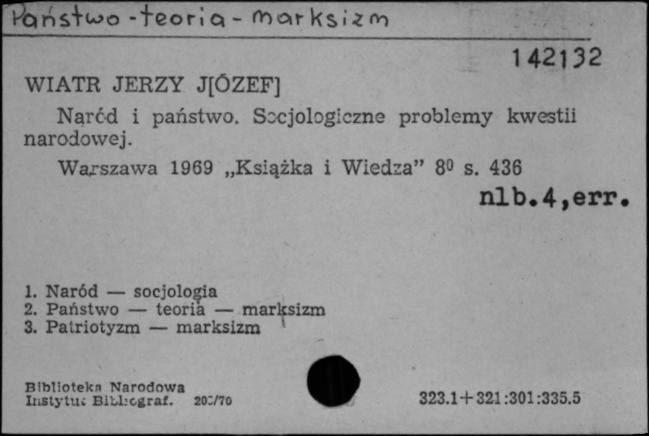 Państwo - teoria - marksizm
142132
WIATR JERZY J[ÓZEF]
Naród i państwo. Socjologiczne problemy kwestii
narodowej.
Warszawa 1969 „Książka i Wiedza” 8⁰ s. 436
nlb.4,err.
1. Naród — socjologia
2. Państwo — teoria — marksizm
3. Patriotyzm — marksizm
Biblioteka Narodowa
Instytut Bibliograf.
323.1+321:301:335.5